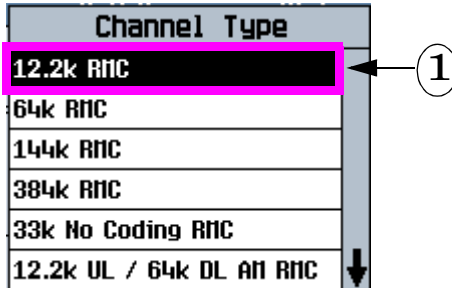 Channel Type
12.2k RMC
1
64k RMC
144k RMC
384k RMC
33k No Coding RMC
12.2k UL / 64k DL AM RMC